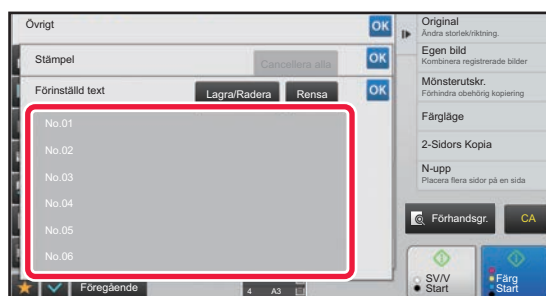 Övrigt
OK
Stämpel
Cancellera alla
OK
Förinställd text
Lagra/Radera
Rensa
OK
No.01
No.02
No.03
No.04
No.05
No.06
Föregående
4 A3
Original
Ändra storlek/riktning.
Egen bild
Kombinera registrerade bilder
Mönsterutskr.
Förhindra obehörig kopiering
Färgläge
2-Sidors Kopia
N-upp
Placera flera sidor på en sida
Förhandsgr.
CA
SV/V
Start
Färg
Start